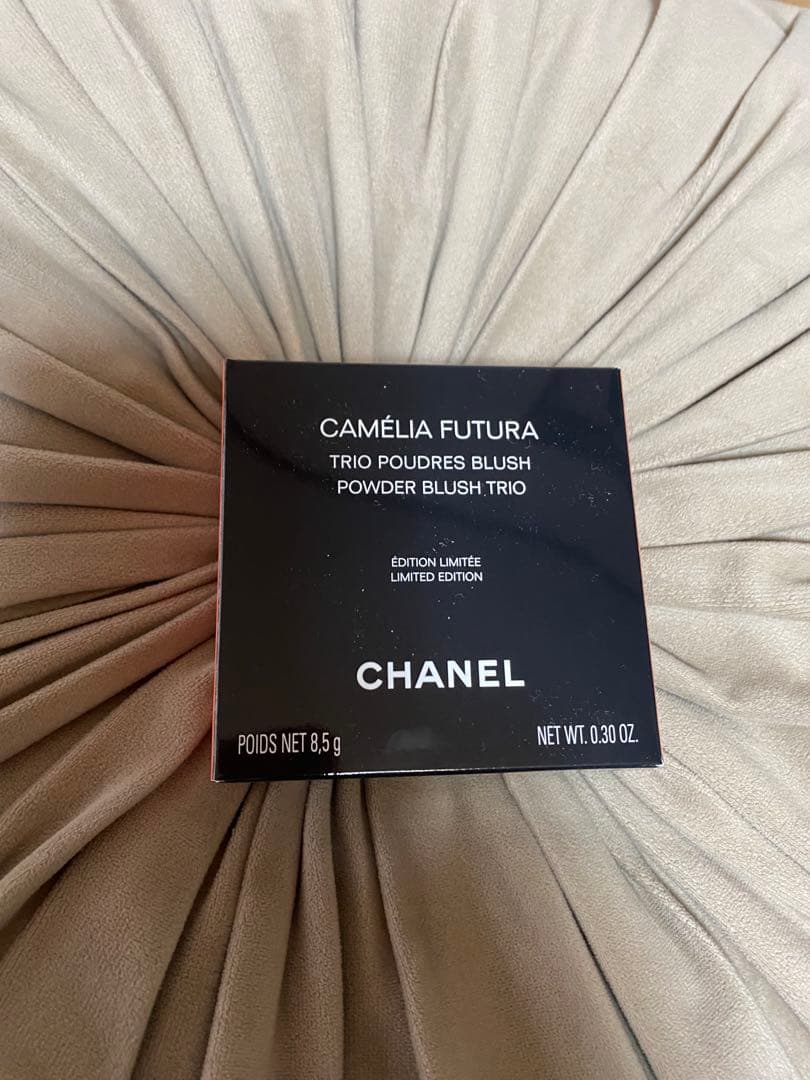 CAMÉLIA FUTURA
TRIO POUDRES BLUSH
POWDER BLUSH TRIO
ÉDITION LIMITÉE
LIMITED EDITION
CHANEL
POIDS NET 8,5 g
NET WT. 0.30 OZ.